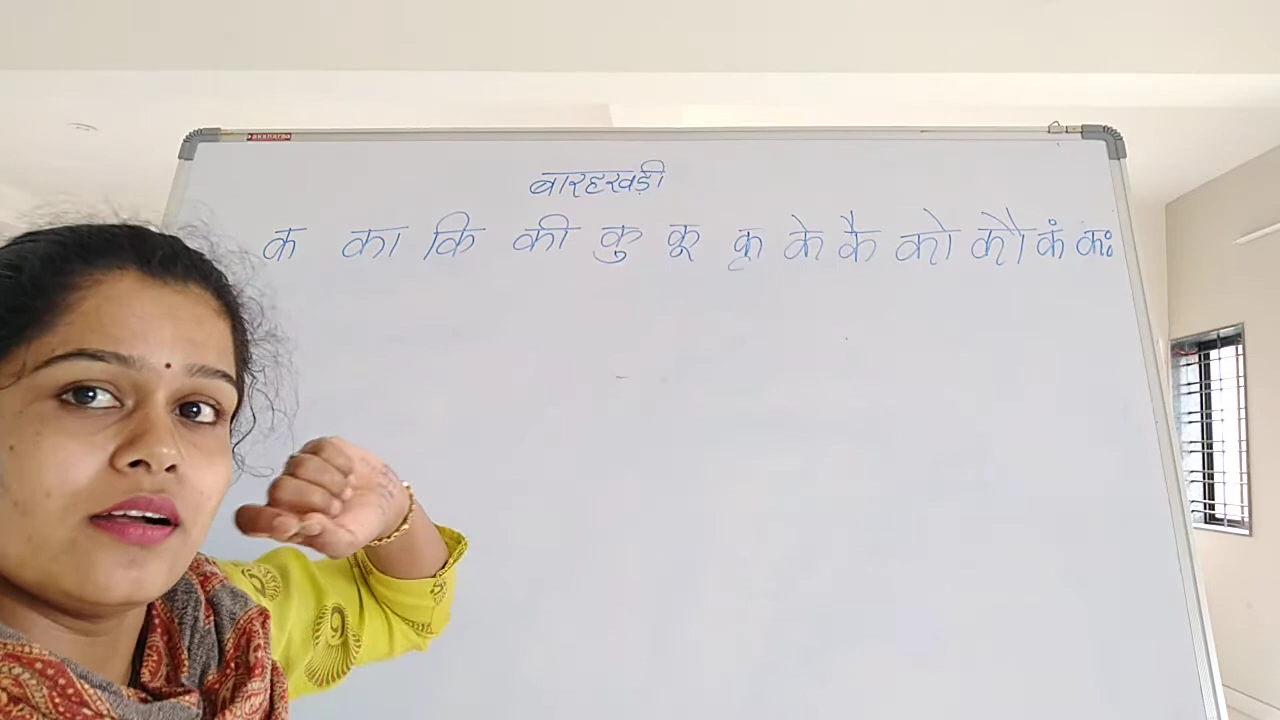 बारहखड़ी
क का कि की कु कू कृ के कै को कौ कं कः